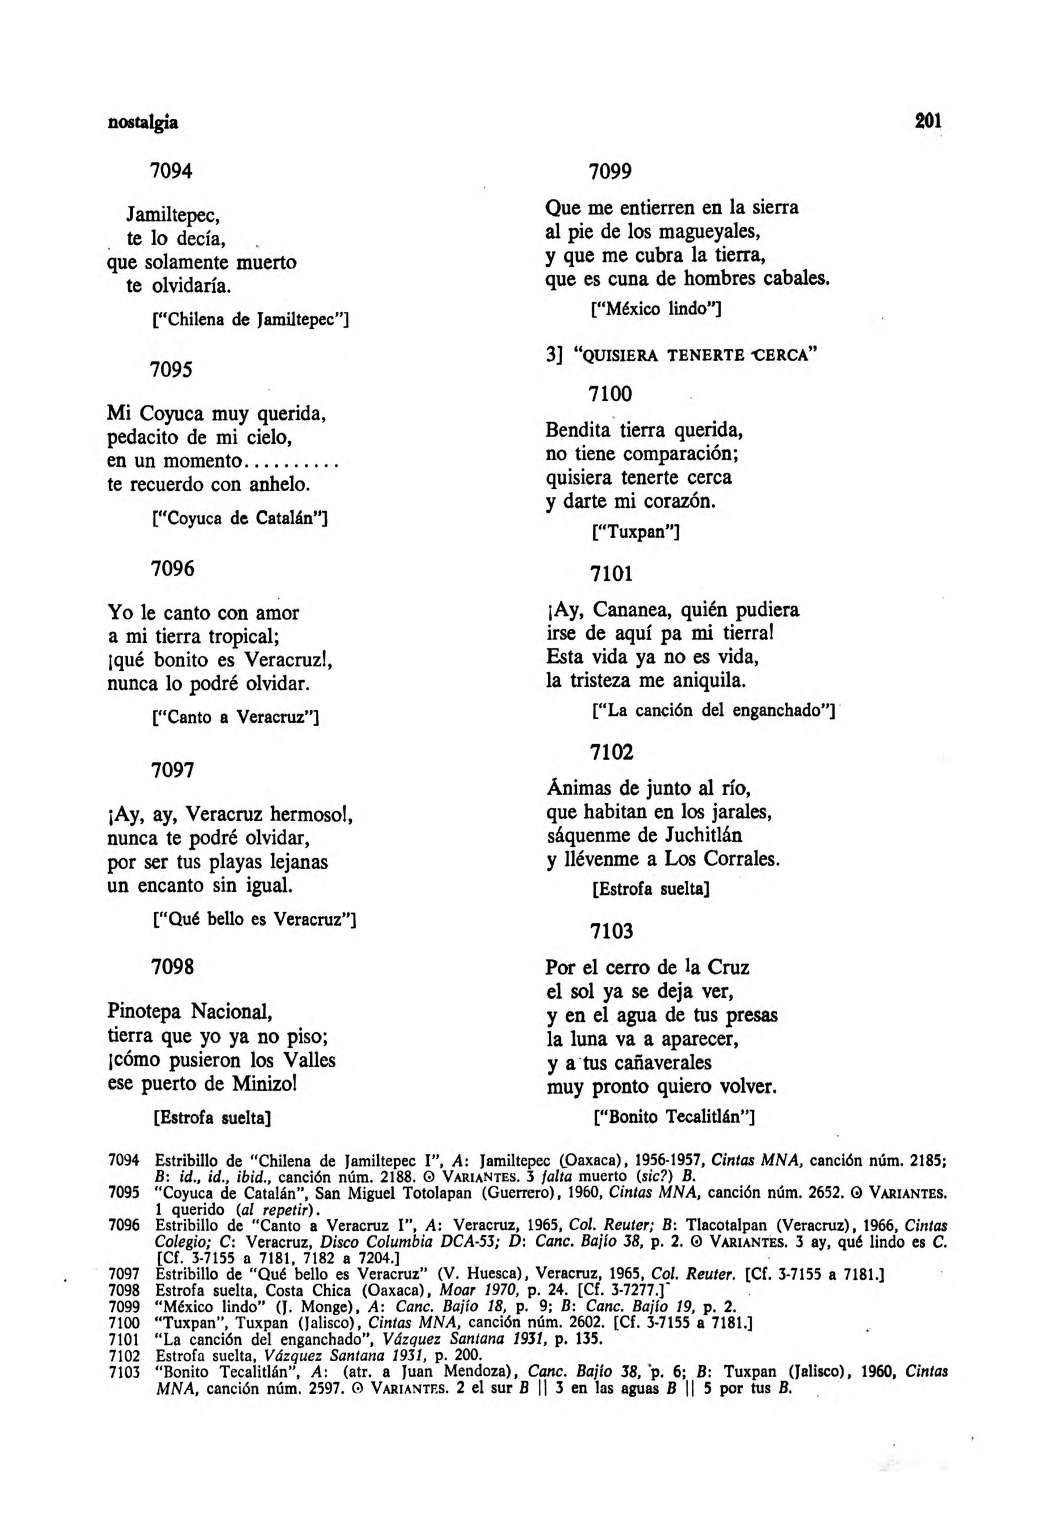 nostalgia
201
7094
Jamiltepec,
te lo decía,
que solamente muerto
te olvidaría.
["Chilena de Jamiltepec"]
7095
Mi Coyuca muy querida,
pedacito de mi cielo,
en un momento..........
te recuerdo con anhelo.
["Coyuca de Catalán"]
7096
Yo le canto con amor
a mi tierra tropical;
¡qué bonito es Veracruz!,
nunca lo podré olvidar.
["Canto a Veracruz"]
7097
¡Ay, ay, Veracruz hermoso!,
nunca te podré olvidar,
por ser tus playas lejanas
un encanto sin igual.
["Qué bello es Veracruz"]
7098
Pinotepa Nacional,
tierra que yo ya no piso;
¡cómo pusieron los Valles
ese puerto de Minizo!
[Estrofa suelta]
7099
Que me entierren en la sierra
al pie de los magueyales,
y que me cubra la tierra,
que es cuna de hombres cabales.
["México lindo"]
3] "QUISIERA TENERTE CERCA"
7100
Bendita tierra querida,
no tiene comparación;
quisiera tenerte cerca
y darte mi corazón.
["Tuxpan"]
7101
¡Ay, Cananea, quién pudiera
irse de aquí pa mi tierra!
Esta vida ya no es vida,
la tristeza me aniquila.
["La canción del enganchado"]
7102
Ánimas de junto al río,
que habitan en los jarales,
sáquenme de Juchitlán
y llévenme a Los Corrales.
[Estrofa suelta]
7103
Por el cerro de la Cruz
el sol ya se deja ver,
y en el agua de tus presas
la luna va a aparecer,
y a tus cañaverales
muy pronto quiero volver.
["Bonito Tecalitlán"]
7094 Estribillo de "Chilena de Jamiltepec I", A: Jamiltepec (Oaxaca), 1956-1957, Cintas MNA, canción núm. 2185;
B: id., id., ibid., canción núm. 2188. ⊙ VARIANTES. 3 falta muerto (sic?) B.
7095 "Coyuca de Catalán", San Miguel Totolapan (Guerrero), 1960, Cintas MNA, canción núm. 2652. ⊙ VARIANTES.
1 querido (al repetir).
7096 Estribillo de "Canto a Veracruz I", A: Veracruz, 1965, Col. Reuter; B: Tlacotalpan (Veracruz), 1966, Cintas
Colegio; C: Veracruz, Disco Columbia DCA-53; D: Canc. Bajío 38, p. 2. ⊙ VARIANTES. 3 ay, qué lindo es C.
[Cf. 3-7155 a 7181, 7182 a 7204.]
7097 Estribillo de "Qué bello es Veracruz" (V. Huesca), Veracruz, 1965, Col. Reuter. [Cf. 3-7155 a 7181.]
7098 Estrofa suelta, Costa Chica (Oaxaca), Moar 1970, p. 24. [Cf. 3-7277.]
7099 "México lindo" (J. Monge), A: Canc. Bajío 18, p. 9; B: Canc. Bajío 19, p. 2.
7100 "Tuxpan", Tuxpan (Jalisco), Cintas MNA, canción núm. 2602. [Cf. 3-7155 a 7181.]
7101 "La canción del enganchado", Vázquez Santana 1931, p. 135.
7102 Estrofa suelta, Vázquez Santana 1931, p. 200.
7103 "Bonito Tecalitlán", A: (atr. a Juan Mendoza), Canc. Bajío 38, p. 6; B: Tuxpan (Jalisco), 1960, Cintas
MNA, canción núm. 2597. ⊙ VARIANTES. 2 el sur B || 3 en las aguas B || 5 por tus B.